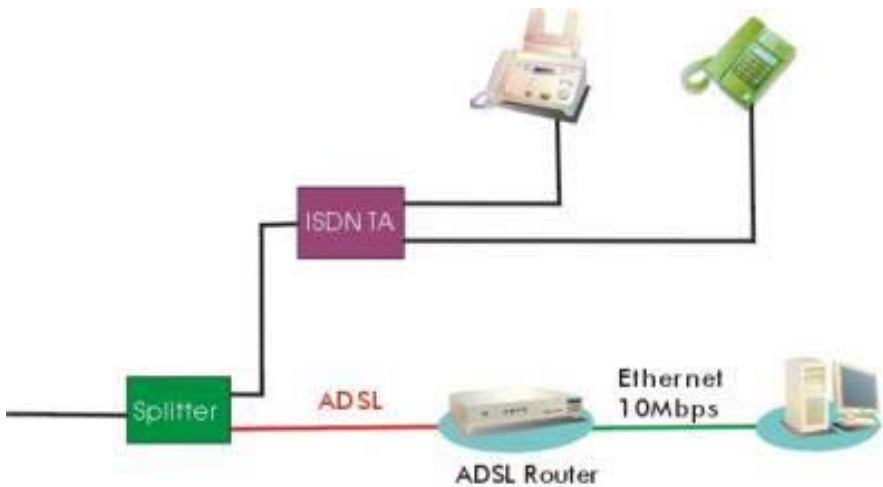 ISDN TA
Splitter
ADSL
Ethernet
10Mbps
ADSL Router